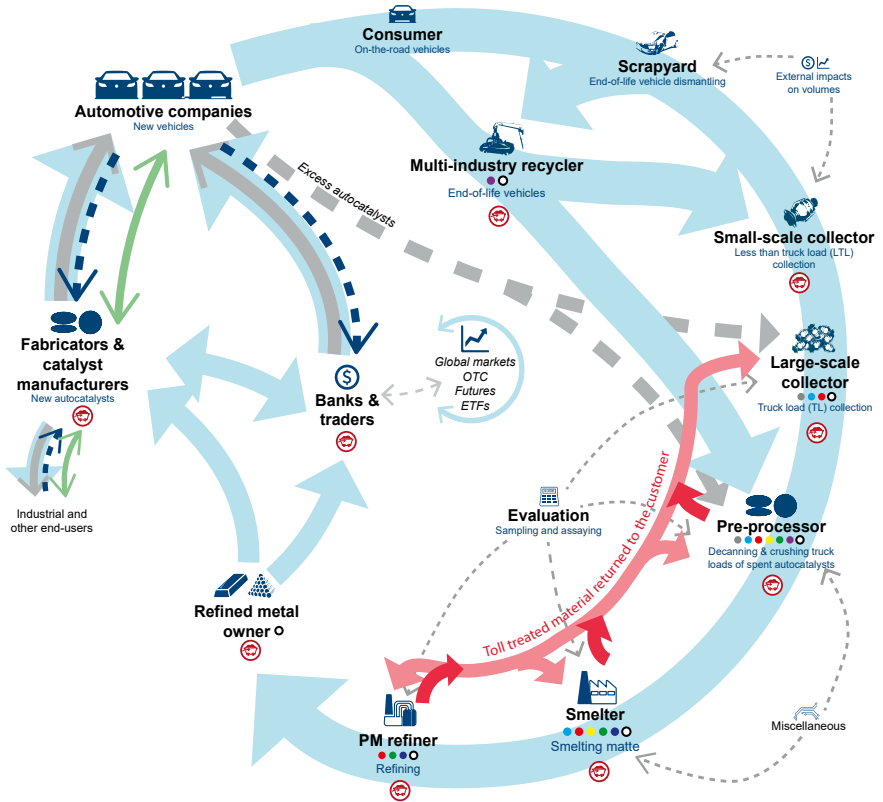 Consumer
On-the-road vehicles
Scrapyard
End-of-life vehicle dismantling
External impacts
on volumes
Automotive companies
New vehicles
Excess autocatalysts
Multi-industry recycler
End-of-life vehicles
Small-scale collector
Less than truck load (LTL)
collection
Fabricators &
catalyst
manufacturers
New autocatalysts
$
Banks &
traders
Global markets
OTC
Futures
ETFs
Large-scale
collector
Truck load (TL) collection
Industrial and
other end-users
Evaluation
Sampling and assaying
Toll treated material returned to the customer
Pre-processor
Decanning & crushing truck
loads of spent autocatalysts
Refined metal
owner
PM refiner
Refining
Smelter
Smelting matte
Miscellaneous